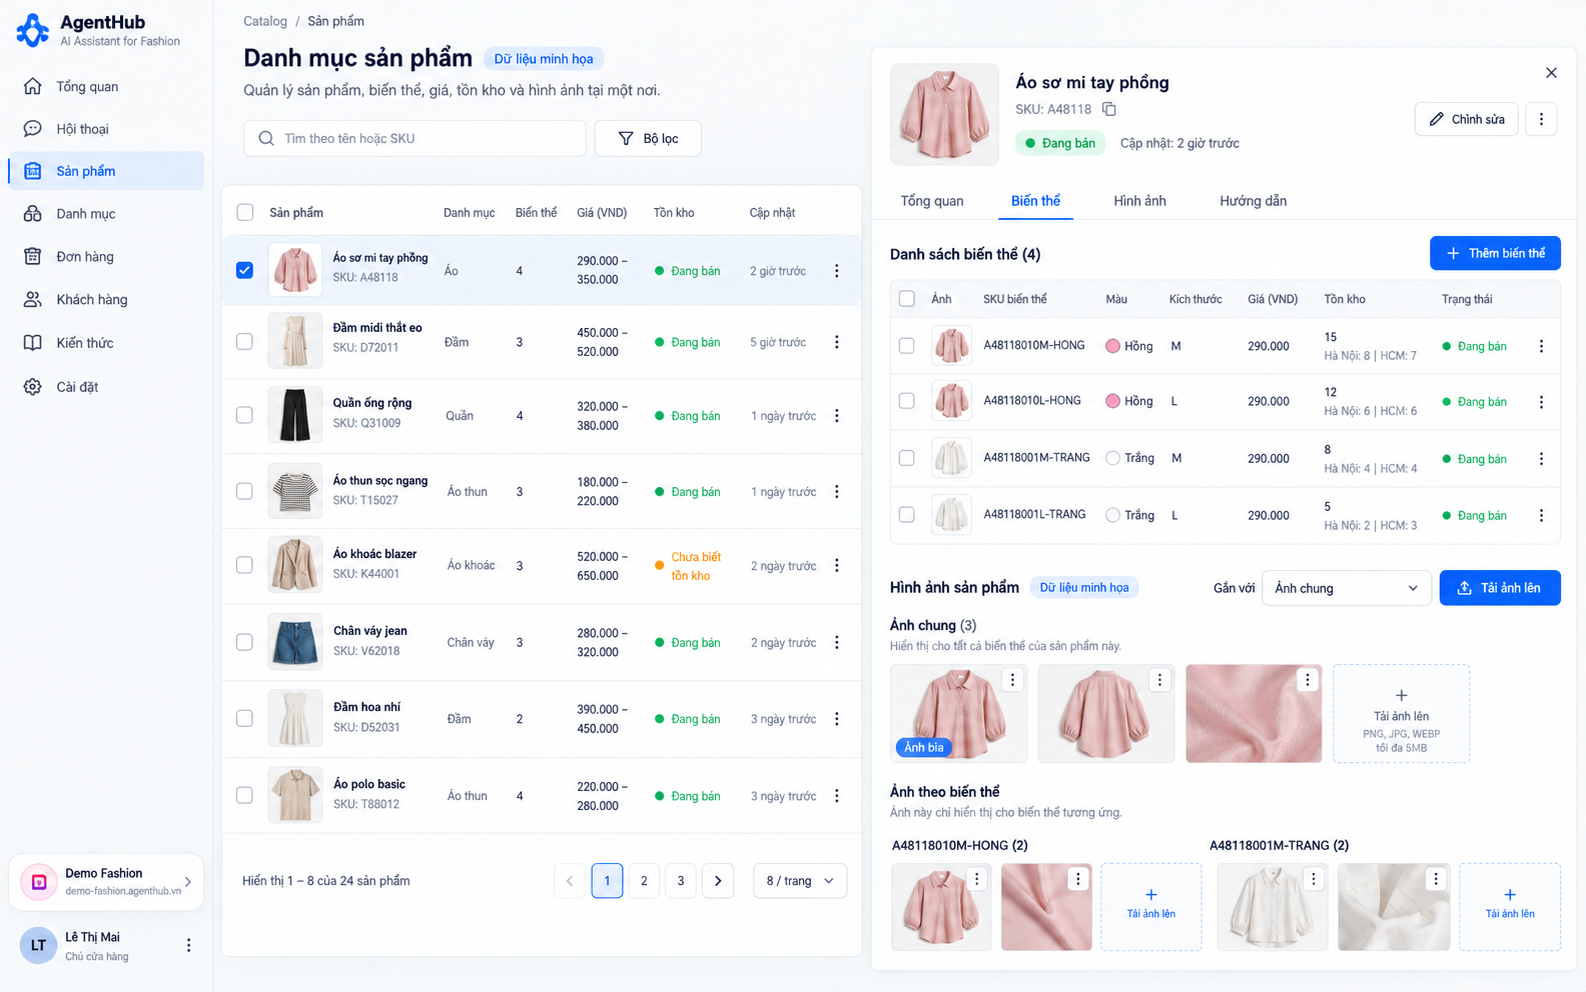 AgentHub
AI Assistant for Fashion
Tổng quan
Hội thoại
Sản phẩm
Danh mục
Đơn hàng
Khách hàng
Kiến thức
Cài đặt
Demo Fashion
demo-fashion.agenthub.vn
LT
Lê Thị Mai
Chủ cửa hàng
Catalog / Sản phẩm
Danh mục sản phẩm Dữ liệu minh họa
Quản lý sản phẩm, biến thể, giá, tồn kho và hình ảnh tại một nơi.
Tìm theo tên hoặc SKU
Bộ lọc
Sản phẩm Danh mục Biến thể Giá (VND) Tồn kho Cập nhật
Áo sơ mi tay phồng
SKU: A48118
Áo 4 290.000 – 350.000 Đang bán 2 giờ trước
Đầm midi thắt eo
SKU: D72011
Đầm 3 450.000 – 520.000 Đang bán 5 giờ trước
Quần ống rộng
SKU: Q31009
Quần 4 320.000 – 380.000 Đang bán 1 ngày trước
Áo thun sọc ngang
SKU: T15027
Áo thun 3 180.000 – 220.000 Đang bán 1 ngày trước
Áo khoác blazer
SKU: K44001
Áo khoác 3 520.000 – 650.000 Chưa biết tồn kho 2 ngày trước
Chân váy jean
SKU: V62018
Chân váy 3 280.000 – 320.000 Đang bán 2 ngày trước
Đầm hoa nhí
SKU: D52031
Đầm 2 390.000 – 450.000 Đang bán 3 ngày trước
Áo polo basic
SKU: T88012
Áo thun 4 220.000 – 280.000 Đang bán 3 ngày trước
Hiển thị 1 – 8 của 24 sản phẩm
1 2 3
8 / trang
Áo sơ mi tay phồng
SKU: A48118
Đang bán Cập nhật: 2 giờ trước
Chỉnh sửa
Tổng quan Biến thể Hình ảnh Hướng dẫn
Danh sách biến thể (4)
Thêm biến thể
Ảnh SKU biến thể Màu Kích thước Giá (VND) Tồn kho Trạng thái
A48118010M-HONG Hồng M 290.000 15 Đang bán
Hà Nội: 8 | HCM: 7
A48118010L-HONG Hồng L 290.000 12 Đang bán
Hà Nội: 6 | HCM: 6
A48118001M-TRANG Trắng M 290.000 8 Đang bán
Hà Nội: 4 | HCM: 4
A48118001L-TRANG Trắng L 290.000 5 Đang bán
Hà Nội: 2 | HCM: 3
Hình ảnh sản phẩm Dữ liệu minh họa Gắn với Ảnh chung Tải ảnh lên
Ảnh chung (3)
Hiển thị cho tất cả biến thể của sản phẩm này.
Ảnh bìa
Tải ảnh lên
PNG, JPG, WEBP
tối đa 5MB
Ảnh theo biến thể
Ảnh này chỉ hiển thị cho biến thể tương ứng.
A48118010M-HONG (2)
Tải ảnh lên
A48118001M-TRANG (2)
Tải ảnh lên